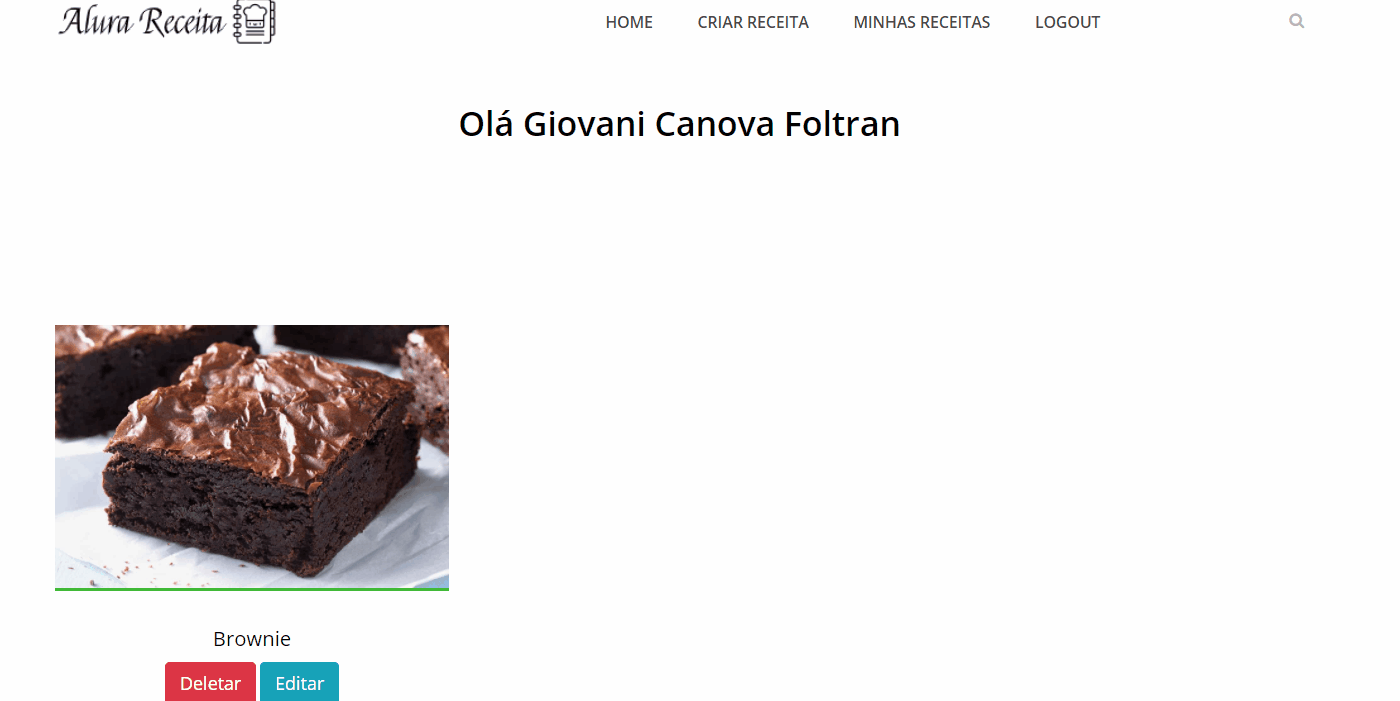 Alura Receita
HOME CRIAR RECEITA MINHAS RECEITAS LOGOUT
Olá Giovani Canova Foltran
Brownie
Deletar Editar